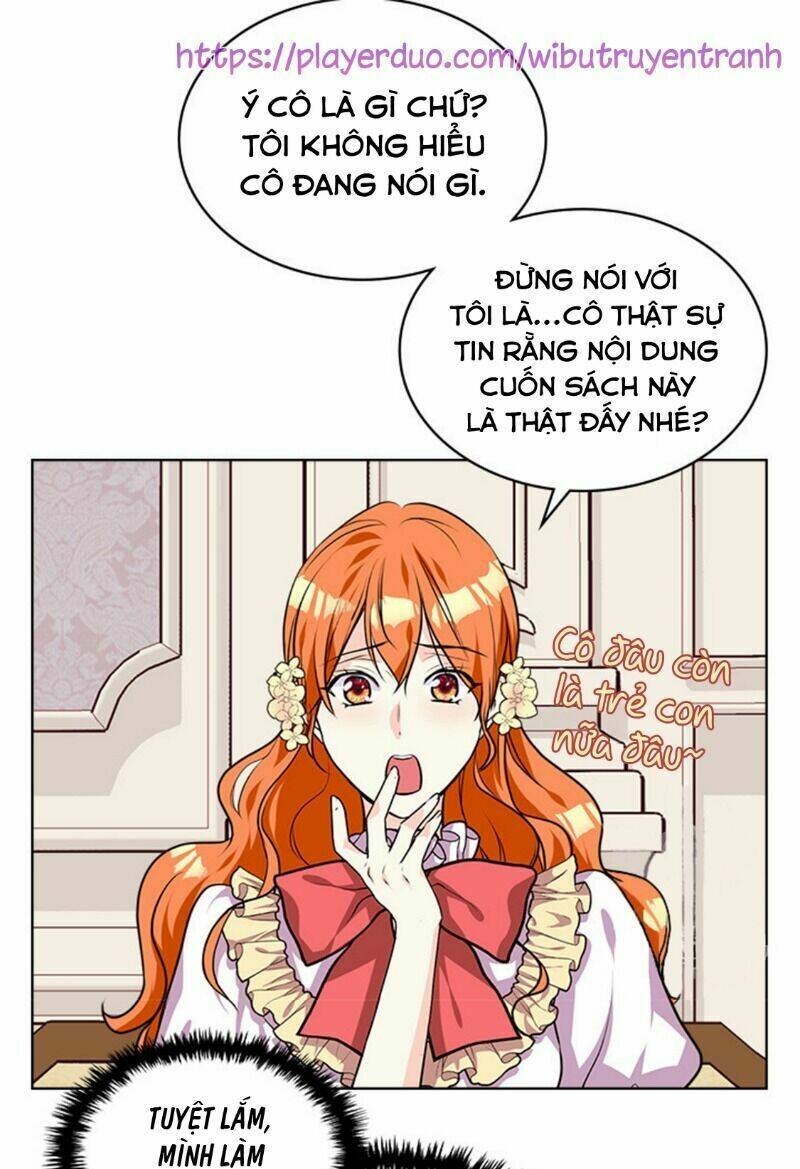 https://playerduo.com/wibutruyentranh
Ý CÔ LÀ GÌ CHỨ?
TÔI KHÔNG HIỂU
CÔ ĐANG NÓI GÌ.
ĐỪNG NÓI VỚI
TÔI LÀ...CÔ THẬT SỰ
TIN RẰNG NỘI DUNG
CUỐN SÁCH NÀY
LÀ THẬT ĐẤY NHÉ?
Cô đâu còn
là trẻ con
nữa đâu~
TUYỆT LẮM,
MÌNH LÀM